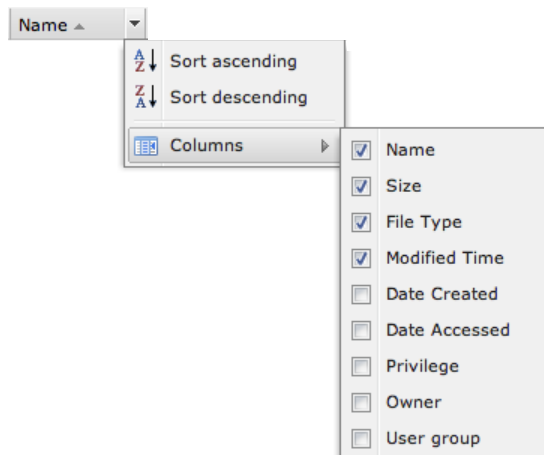 Name
Sort ascending
Sort descending
Columns
Name
Size
File Type
Modified Time
Date Created
Date Accessed
Privilege
Owner
User group